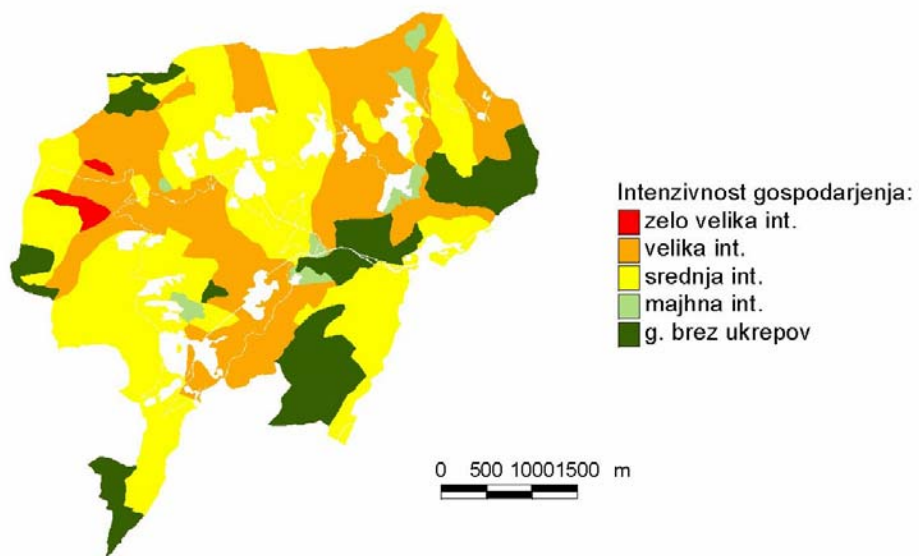 Intenzivnost gospodarjenja:
zelo velika int.
velika int.
srednja int.
majhna int.
g. brez ukrepov
0 500 10001500 m